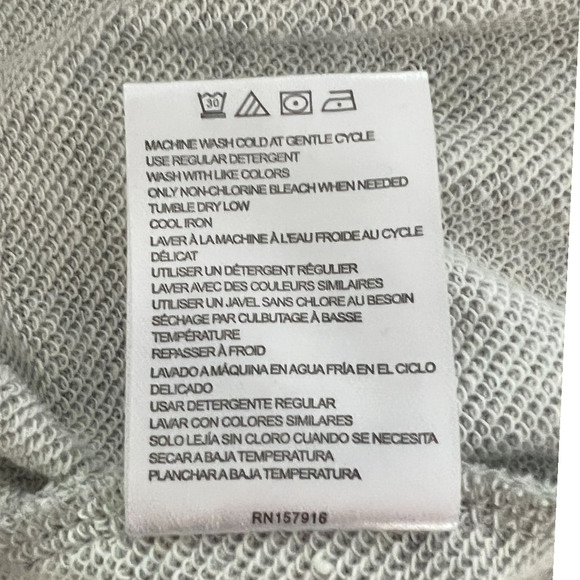 30
MACHINE WASH COLD AT GENTLE CYCLE
USE REGULAR DETERGENT
WASH WITH LIKE COLORS
ONLY NON-CHLORINE BLEACH WHEN NEEDED
TUMBLE DRY LOW
COOL IRON
LAVER À LA MACHINE À L'EAU FROIDE AU CYCLE
DÉLICAT
UTILISER UN DÉTERGENT RÉGULIER
LAVER AVEC DES COULEURS SIMILAIRES
UTILISER UN JAVEL SANS CHLORE AU BESOIN
SÉCHAGE PAR CULBUTAGE À BASSE
TEMPÉRATURE
REPASSER À FROID
LAVADO A MÁQUINA EN AGUA FRÍA EN EL CICLO
DELICADO
USAR DETERGENTE REGULAR
LAVAR CON COLORES SIMILARES
SOLO LEJÍA SIN CLORO CUANDO SE NECESITA
SECAR A BAJA TEMPERATURA
PLANCHAR A BAJA TEMPERATURA
RN157916